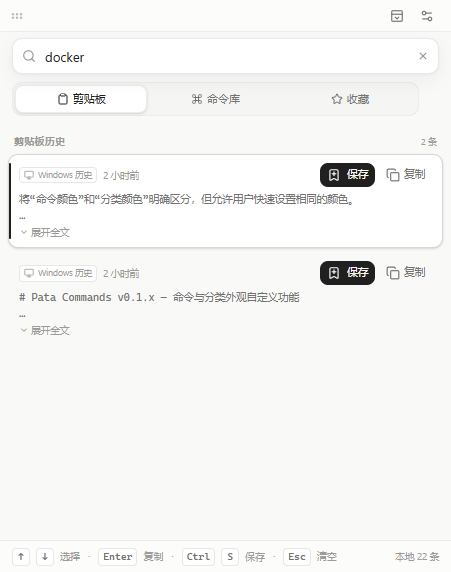 docker
剪贴板 命令库 收藏
剪贴板历史 2 条
Windows 历史 2 小时前 保存 复制
将“命令颜色”和“分类颜色”明确区分，但允许用户快速设置相同的颜色。
…
展开全文
Windows 历史 2 小时前 保存 复制
# Pata Commands v0.1.x — 命令与分类外观自定义功能
…
展开全文
↑ ↓ 选择 · Enter 复制 · Ctrl S 保存 · Esc 清空 本地 22 条